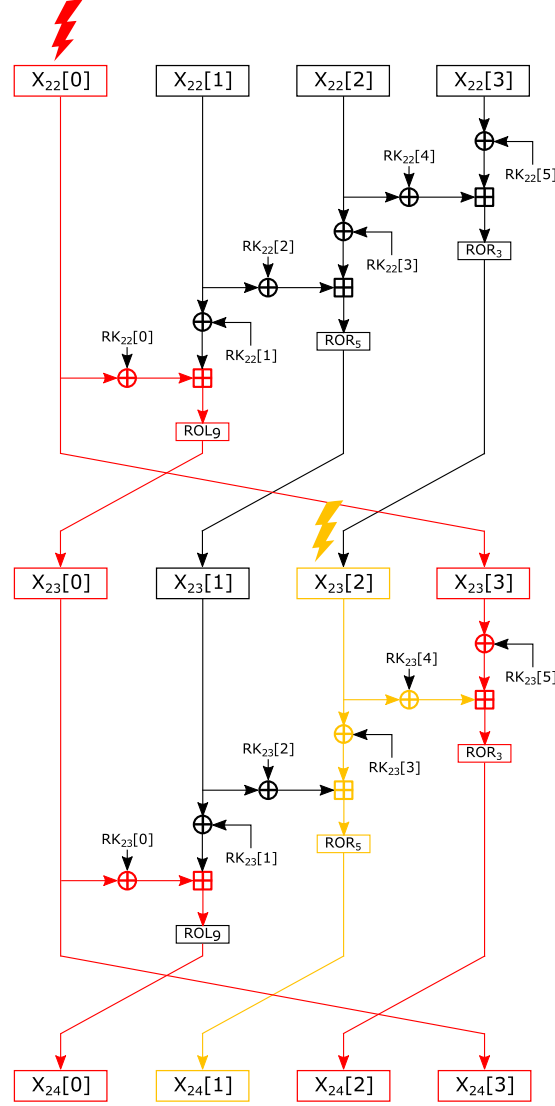 X₂₂[0] X₂₂[1] X₂₂[2] X₂₂[3]
RK₂₂[4]
RK₂₂[5]
RK₂₂[2]
ROR₃
RK₂₂[3]
RK₂₂[0]
ROR₅
RK₂₂[1]
ROL₉
X₂₃[0] X₂₃[1] X₂₃[2] X₂₃[3]
RK₂₃[4]
RK₂₃[5]
RK₂₃[2]
ROR₃
RK₂₃[3]
RK₂₃[0]
ROR₅
RK₂₃[1]
ROL₉
X₂₄[0] X₂₄[1] X₂₄[2] X₂₄[3]